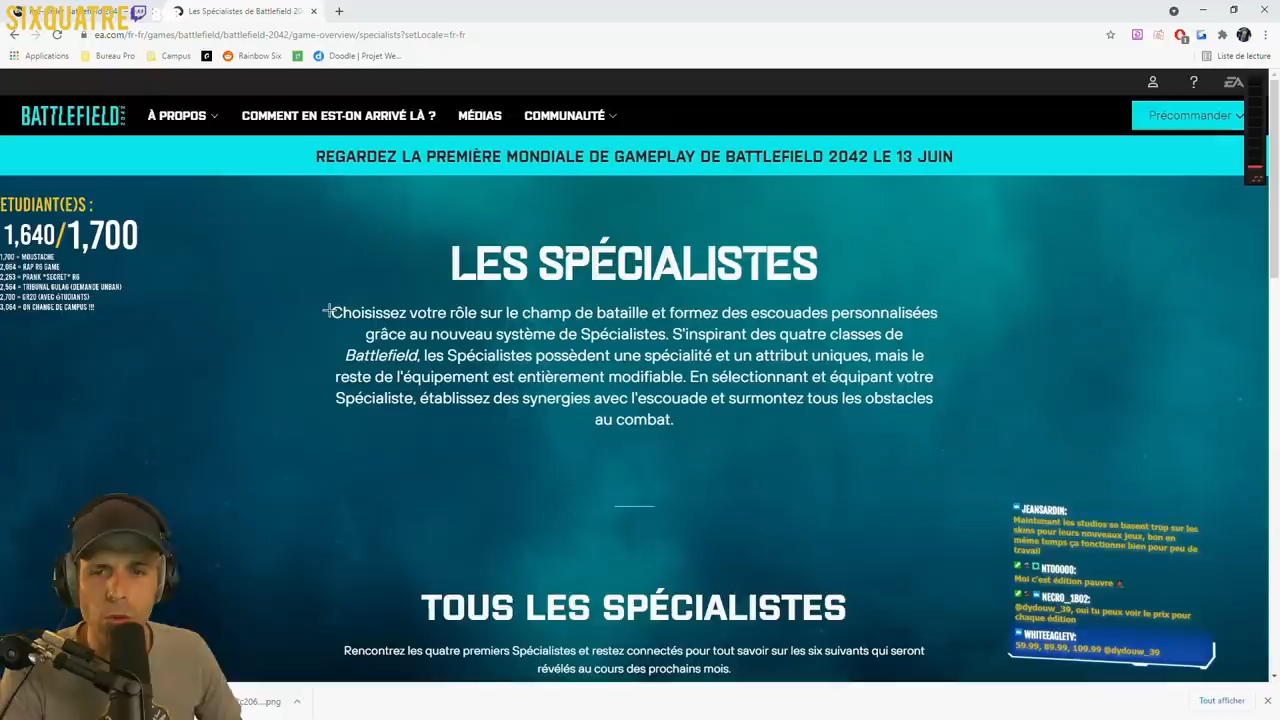 SIXQUATRE
Les Spécialistes de Battlefield 20
ea.com/fr-fr/games/battlefield/battlefield-2042/game-overview/specialists?setLocale=fr-fr
Applications
Bureau Pro
Campus
Rainbow Six
Doodle | Projet We...
Liste de lecture
EA
BATTLEFIELD 2042
À PROPOS
COMMENT EN EST-ON ARRIVÉ LÀ ?
MÉDIAS
COMMUNAUTÉ
Précommander
REGARDEZ LA PREMIÈRE MONDIALE DE GAMEPLAY DE BATTLEFIELD 2042 LE 13 JUIN
ETUDIANT(E)S :
1,640/1,700
1,700 = MOUSTACHE
2,064 = RAP R6 GAME
2,263 = PRANK "SECRET" R6
2,564 = TRIBUNAL GULAG (DEMANDE UNBAN)
2,700 = GR20 (AVEC ÉTUDIANTS)
3,064 = ON CHANGE DE CAMPUS !!!
LES SPÉCIALISTES
Choisissez votre rôle sur le champ de bataille et formez des escouades personnalisées
grâce au nouveau système de Spécialistes. S'inspirant des quatre classes de
Battlefield, les Spécialistes possèdent une spécialité et un attribut uniques, mais le
reste de l'équipement est entièrement modifiable. En sélectionnant et équipant votre
Spécialiste, établissez des synergies avec l'escouade et surmontez tous les obstacles
au combat.
TOUS LES SPÉCIALISTES
Rencontrez les quatre premiers Spécialistes et restez connectés pour tout savoir sur les six suivants qui seront
révélés au cours des prochains mois.
JEANSARDIN:
Maintenant les studios se basent trop sur les
skins pour leurs nouveaux jeux, bon en
même temps ça fonctionne bien pour peu de
travail
NTOOOOO:
Moi c'est édition pauvre
NECRO_1802:
@dydouw_39, oui tu peux voir le prix pour
chaque édition
WHITEEAGLETV:
59.99, 89.99, 109.99 @dydouw_39
c206....png
Tout afficher